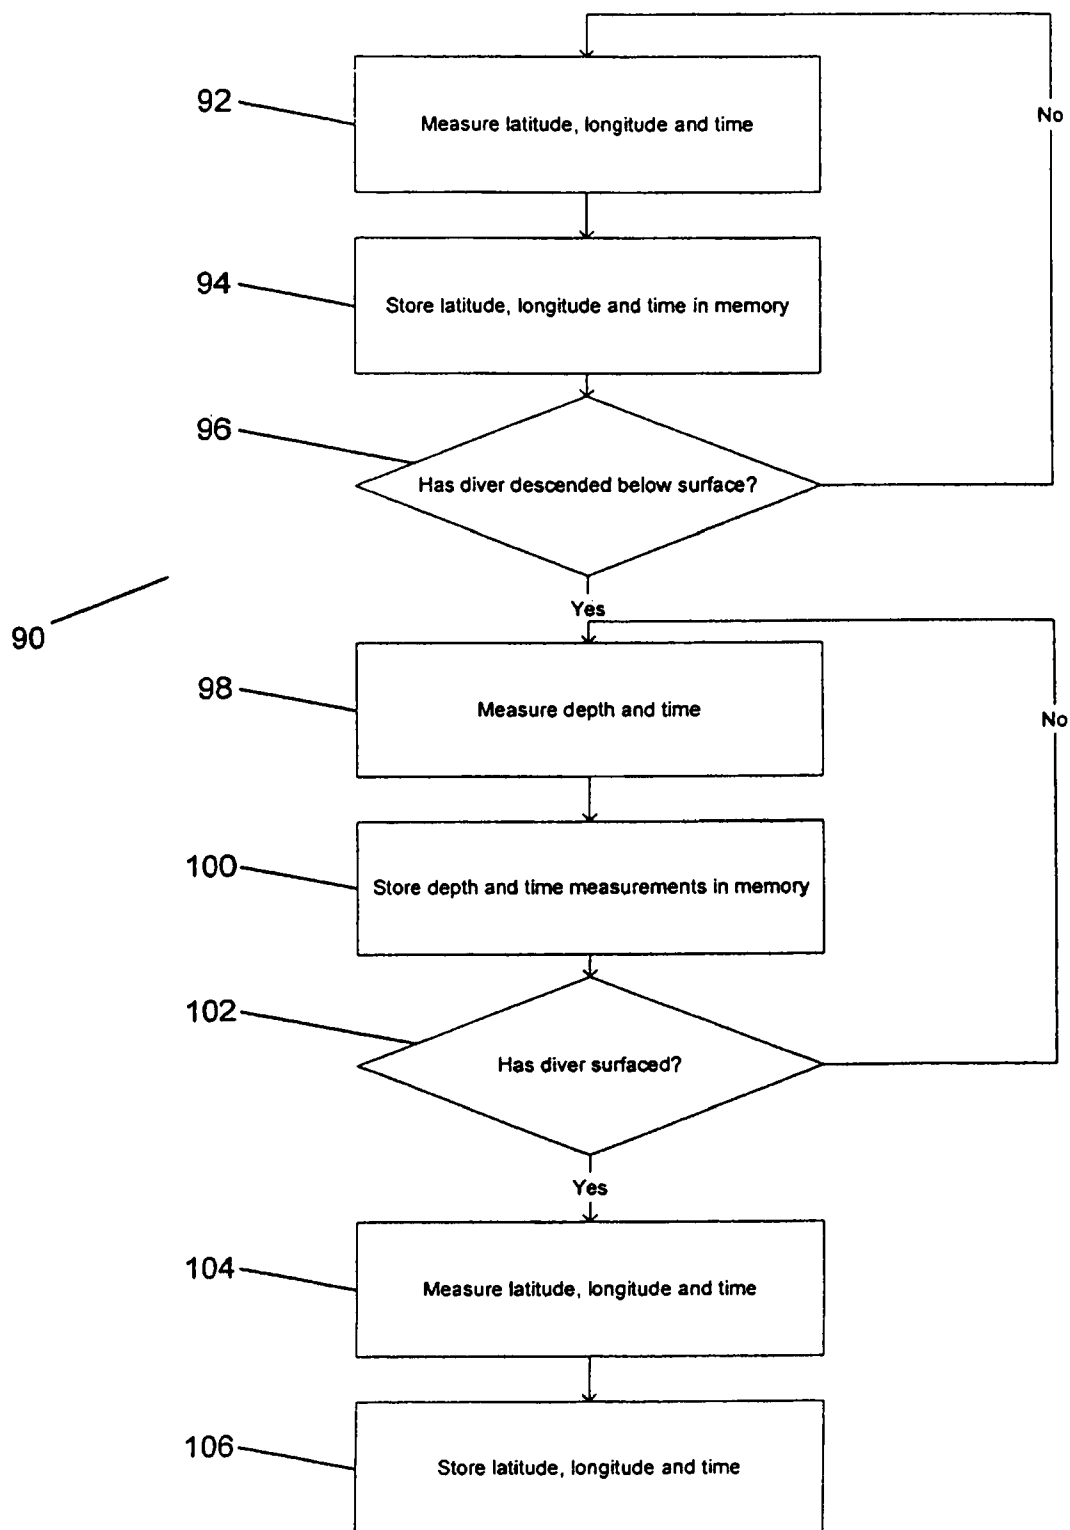 92
Measure latitude, longitude and time
No
94
Store latitude, longitude and time in memory
96
Has diver descended below surface?
Yes
90
98
Measure depth and time
No
100
Store depth and time measurements in memory
102
Has diver surfaced?
Yes
104
Measure latitude, longitude and time
106
Store latitude, longitude and time